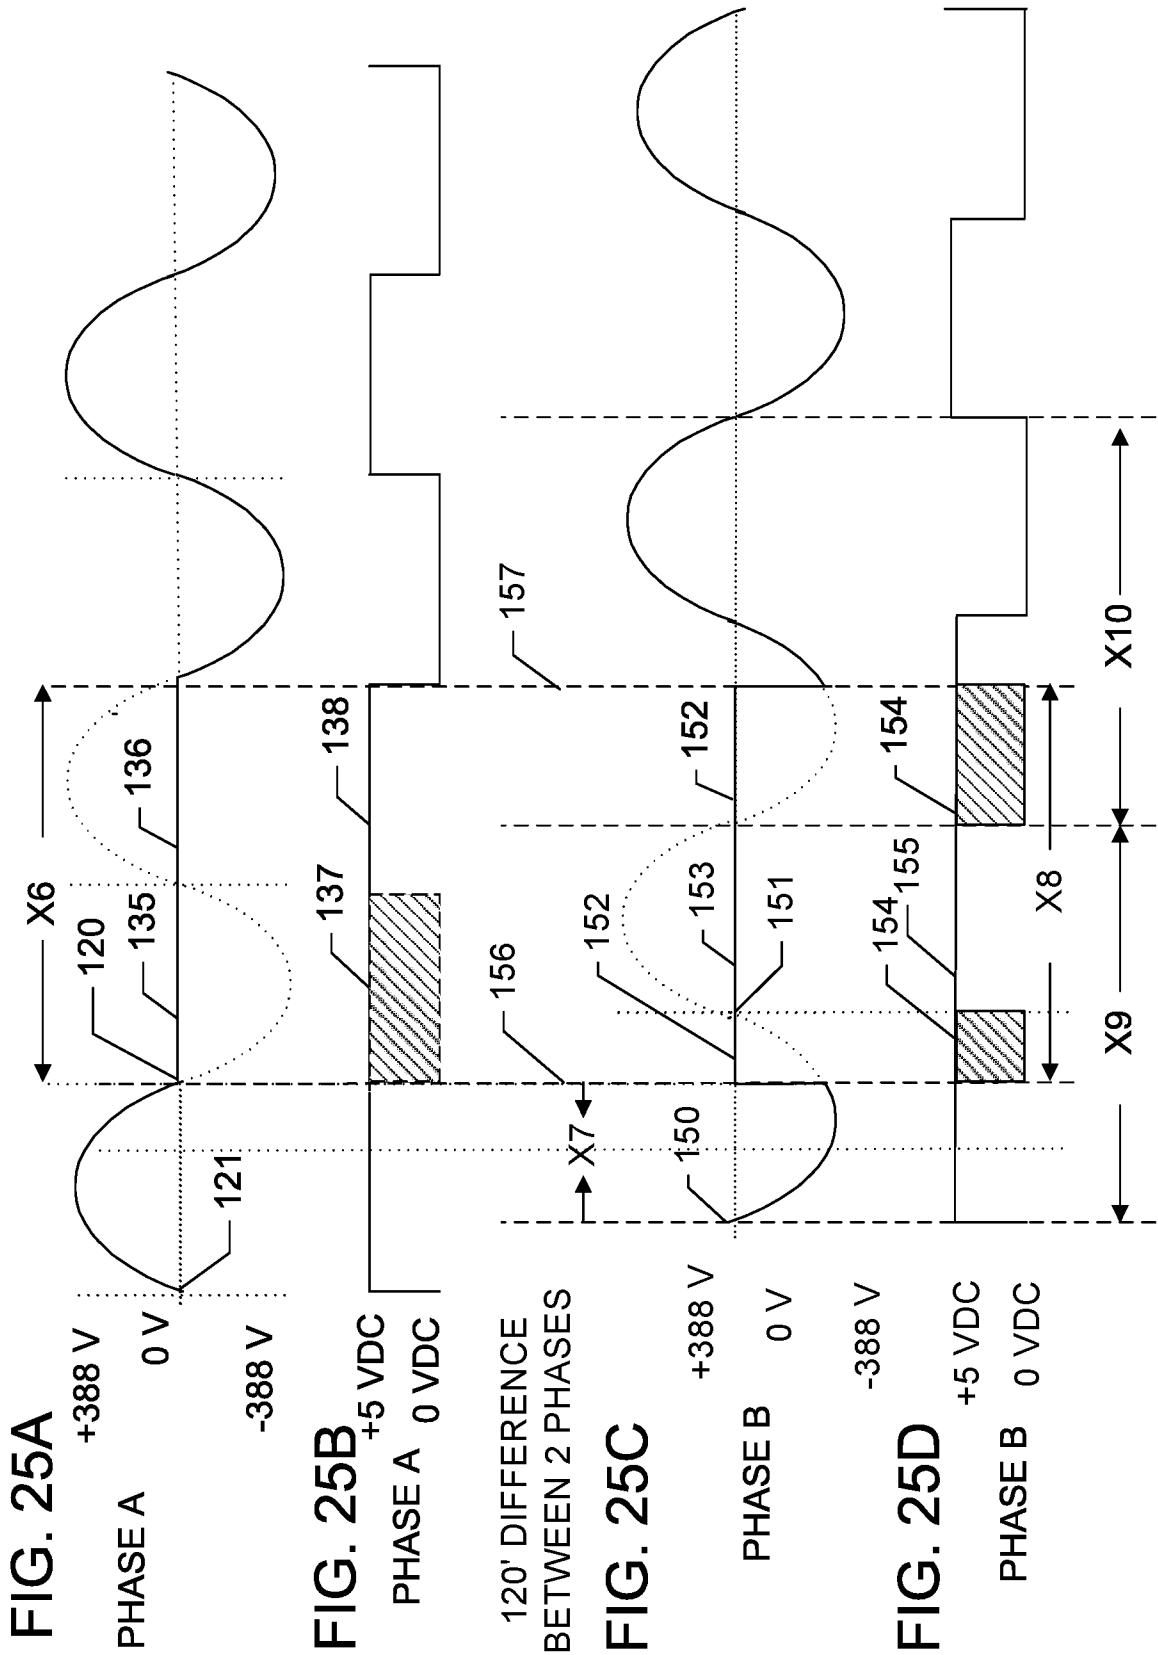 FIG. 25A
+388 V
0 V
-388 V
PHASE A
121
120
135
136
X6
FIG. 25B
+5 VDC
0 VDC
PHASE A
137
138
120' DIFFERENCE
BETWEEN 2 PHASES
X7
156
157
FIG. 25C
+388 V
0 V
-388 V
PHASE B
150
152
153
151
152
FIG. 25D
+5 VDC
0 VDC
PHASE B
154
155
154
X8
X9
X10